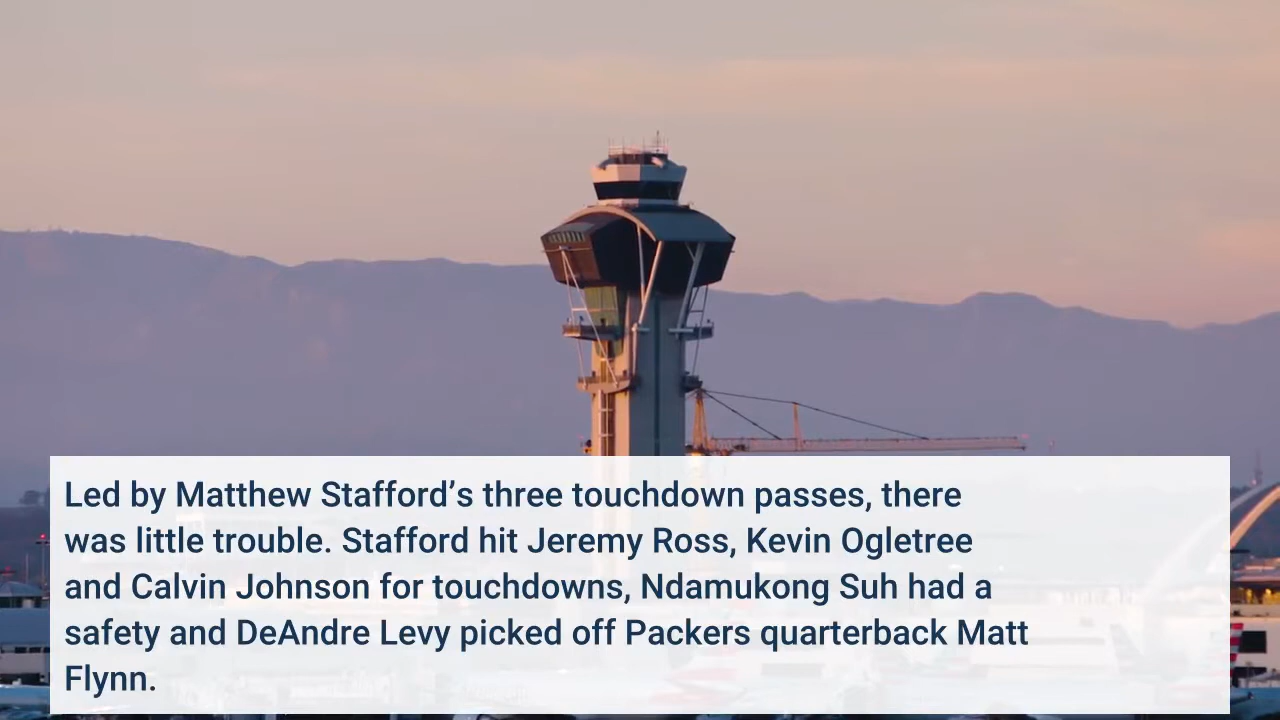 Led by Matthew Stafford’s three touchdown passes, there
was little trouble. Stafford hit Jeremy Ross, Kevin Ogletree
and Calvin Johnson for touchdowns, Ndamukong Suh had a
safety and DeAndre Levy picked off Packers quarterback Matt
Flynn.